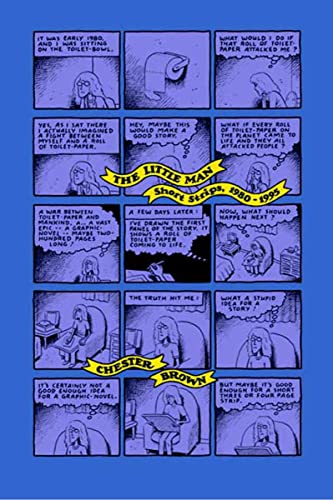 IT WAS EARLY 1980,
AND I WAS SITTING
ON THE TOILET-BOWL.
WHAT WOULD I DO IF
THAT ROLL OF TOILET-
PAPER ATTACKED ME?
YES, AS I SAT THERE
I ACTUALLY IMAGINED
A FIGHT BETWEEN
MYSELF AND A ROLL
OF TOILET-PAPER.
HEY, MAYBE THIS
WOULD MAKE A
GOOD STORY.
WHAT IF EVERY ROLL
OF TOILET-PAPER ON
THE PLANET CAME TO
LIFE AND THEY ALL
ATTACKED PEOPLE?
THE LITTLE MAN
Short Strips, 1980-1995
A WAR BETWEEN
TOILET-PAPER AND
MANKIND, A... A VAST
EPIC -- A GRAPHIC-
NOVEL -- MAYBE TWO-
HUNDRED PAGES
LONG!
A FEW DAYS LATER:
I'VE DRAWN THE FIRST
PANEL OF THE STORY. IT
SHOWS A ROLL OF
TOILET-PAPER
COMING TO LIFE.
NOW, WHAT SHOULD
HAPPEN NEXT?
THE TRUTH HIT ME!
WHAT A STUPID
IDEA FOR A
STORY!
CHESTER
BROWN
IT'S CERTAINLY NOT A
GOOD ENOUGH IDEA
FOR A GRAPHIC-NOVEL.
BUT MAYBE IT'S GOOD
ENOUGH FOR A SHORT
THREE OR FOUR PAGE
STRIP.